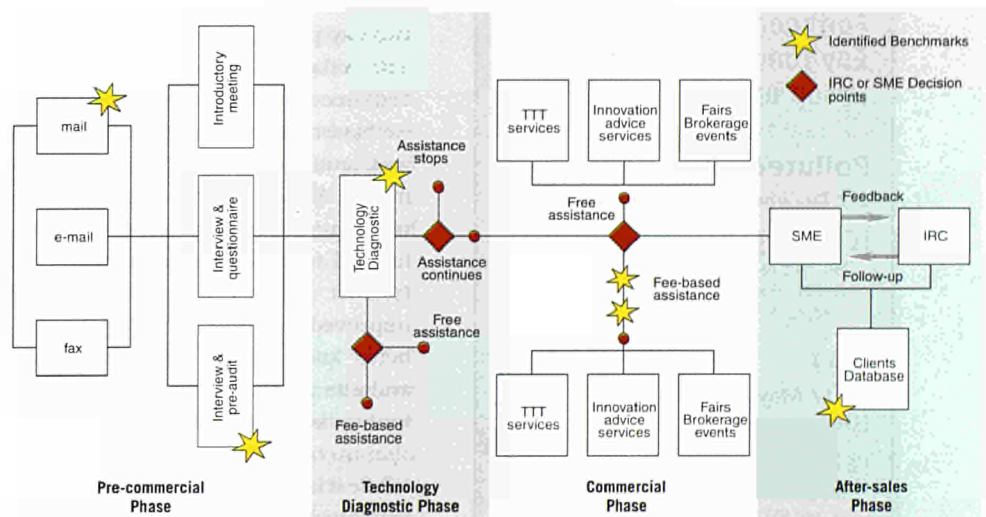 Identified Benchmarks
IRC or SME Decision
points
mail
e-mail
fax
Introductory
meeting
Interview &
questionnaire
Interview &
pre-audit
Pre-commercial
Phase
Technology
Diagnostic
Assistance
stops
Assistance
continues
Free
assistance
Fee-based
assistance
Technology
Diagnostic Phase
TTT
services
Innovation
advice
services
Fairs
Brokerage
events
Free
assistance
Fee-based
assistance
TTT
services
Innovation
advice
services
Fairs
Brokerage
events
Commercial
Phase
SME
Feedback
IRC
Follow-up
Clients
Database
After-sales
Phase